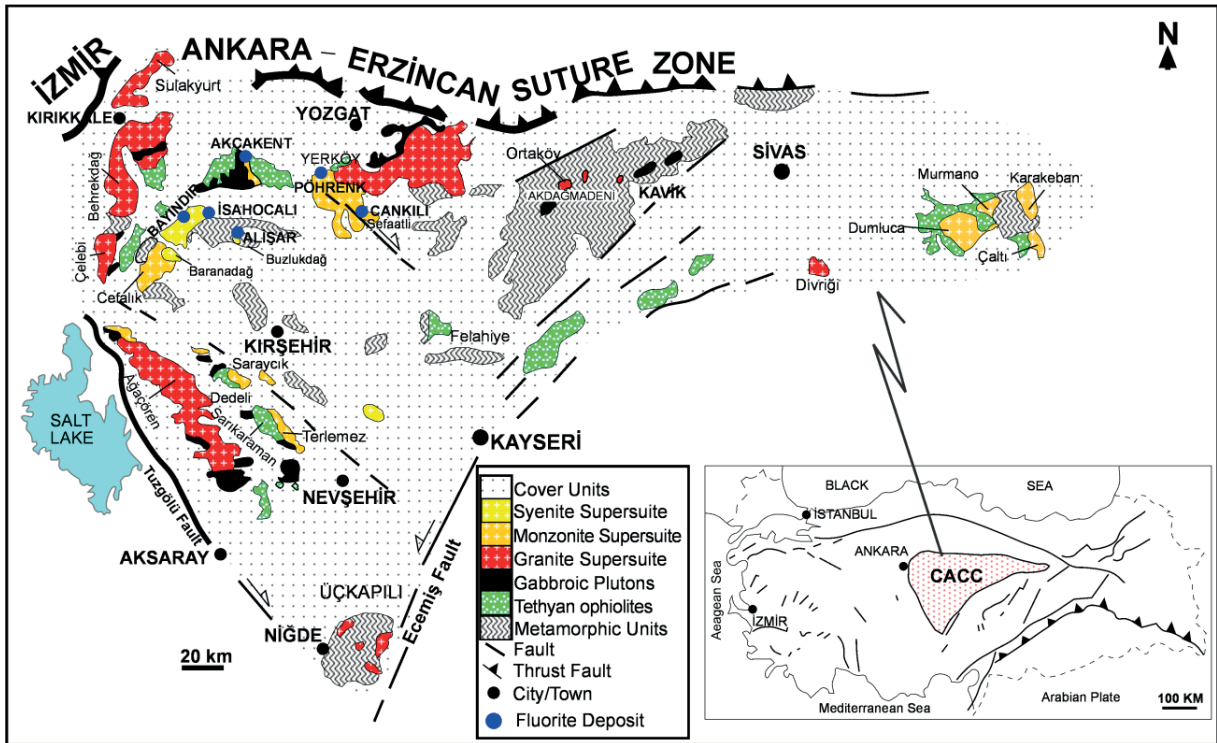 İZMİR ANKARA – ERZİNCAN SUTURE ZONE
N
Sulakyurt
KIRIKKALE
YOZGAT
SİVAS
AKÇAKENT
YERKÖY
PÖHRENK
Ortaköy
AKDAĞMADENİ
KAVİK
Murmano
Karakeban
Behrekdağ
BAYINDIR
İSAHOCALI
CANKILI
Sefaatli
ALİŞAR
Buzlukdağ
Dumluca
Çaltı
Çelebi
Baranadağ
Cefalık
Divriği
KIRŞEHİR
Felahiye
Saraycık
Ağaçören
Dedeli
SALT
LAKE
Sarıkaraman
Terlemez
KAYSERİ
Tuzgölü Fault
NEVŞEHİR
AKSARAY
Ecemiş Fault
ÜÇKAPILI
NİĞDE
20 km
Cover Units
Syenite Supersuite
Monzonite Supersuite
Granite Supersuite
Gabbroic Plutons
Tethyan ophiolites
Metamorphic Units
Fault
Thrust Fault
City/Town
Fluorite Deposit
BLACK SEA
İSTANBUL
ANKARA
CACC
Aeagean Sea
İZMİR
Mediterranean Sea
Arabian Plate
100 KM